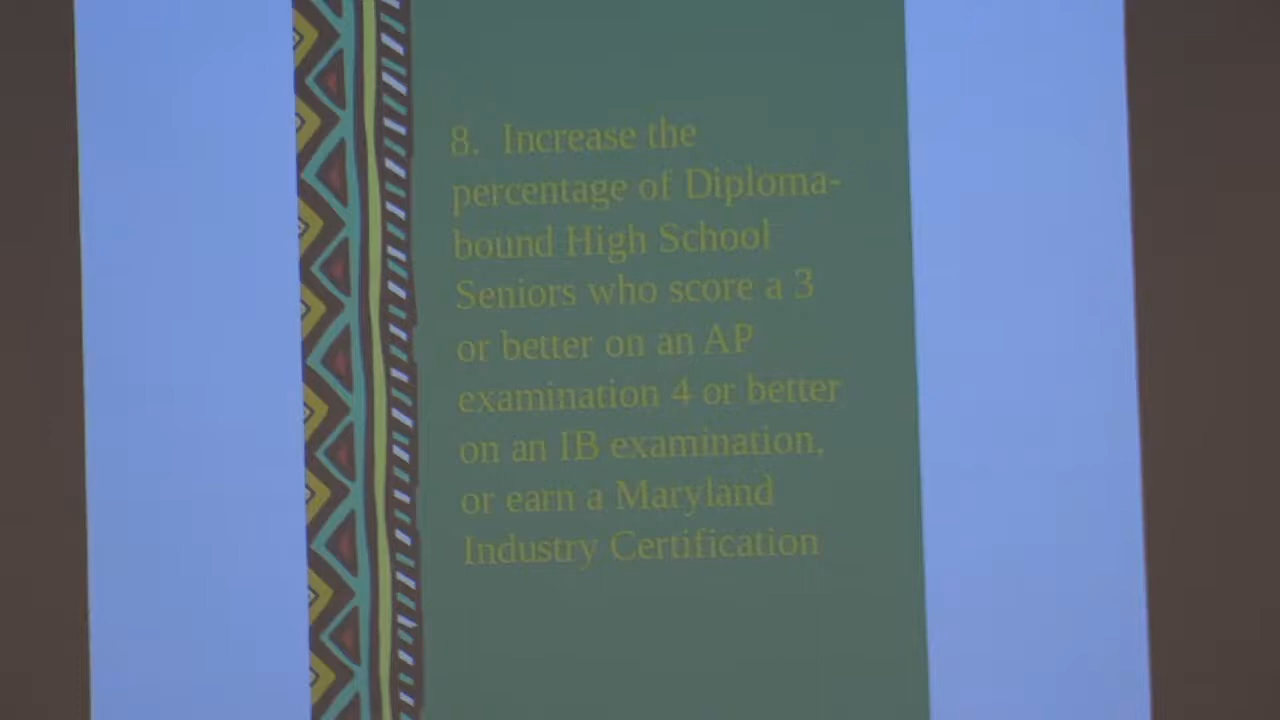 8. Increase the
percentage of Diploma-
bound High School
Seniors who score a 3
or better on an AP
examination 4 or better
on an IB examination,
or earn a Maryland
Industry Certification